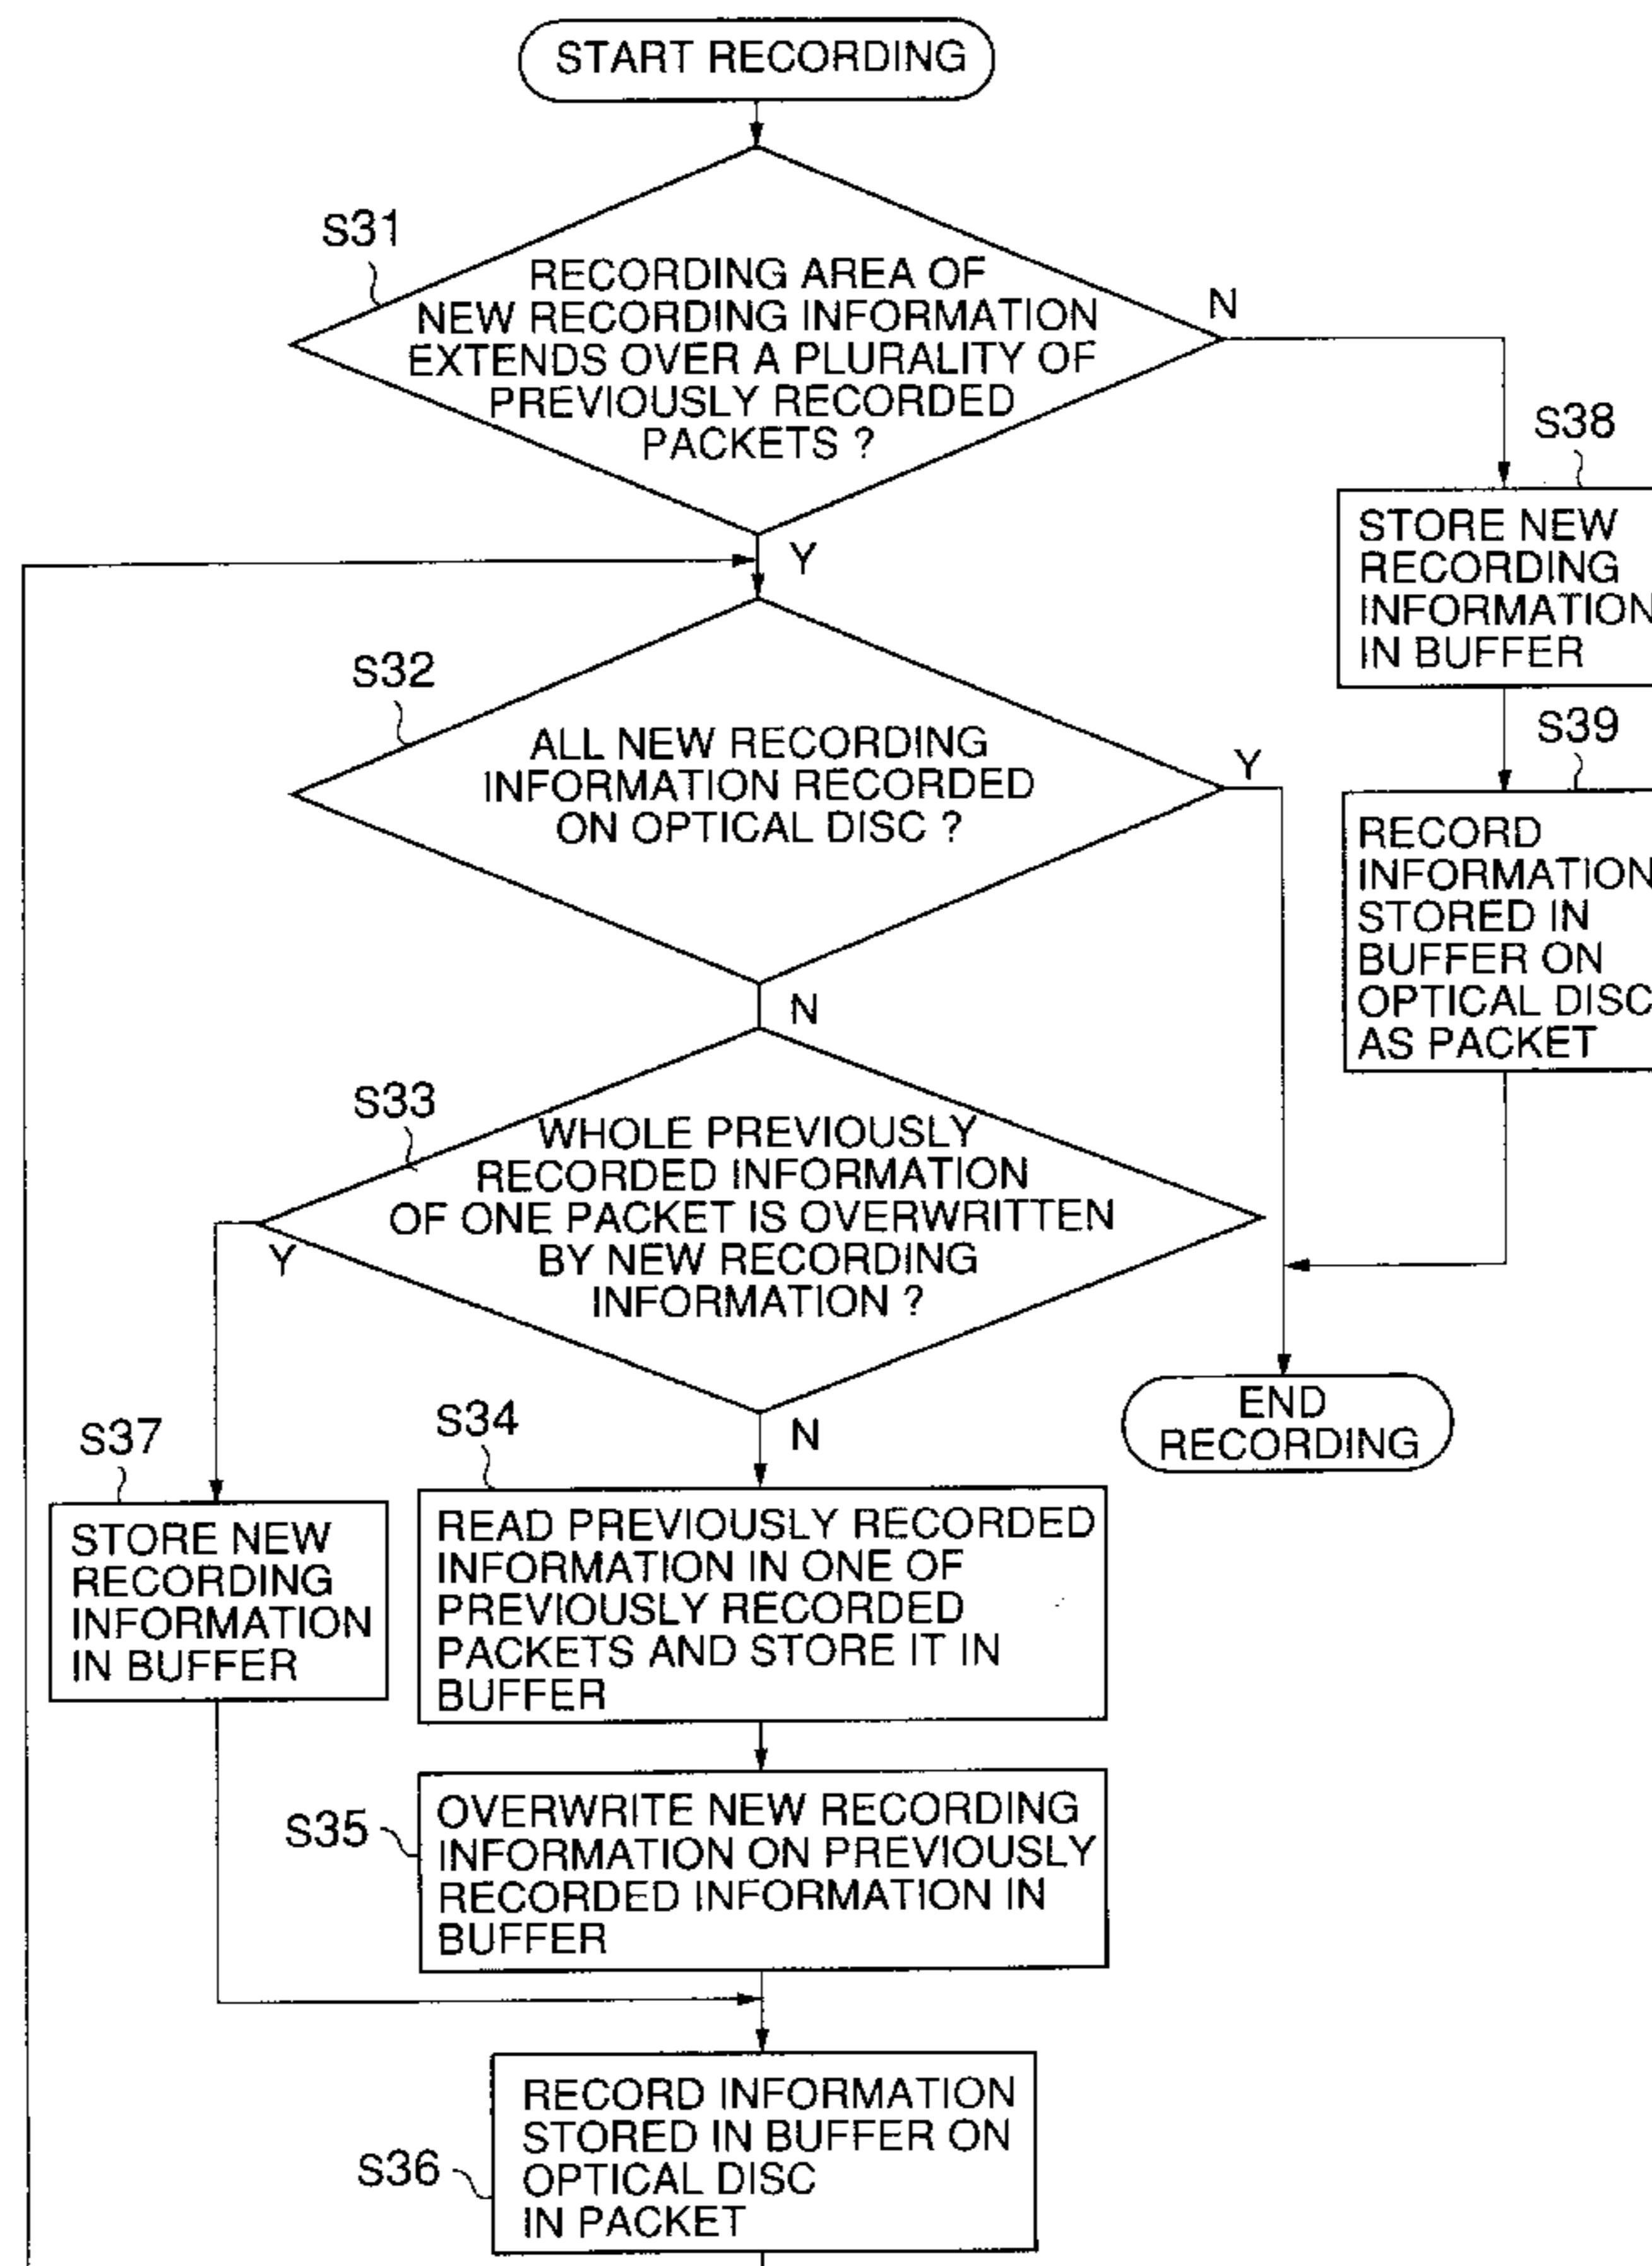 START RECORDING
S31
RECORDING AREA OF
NEW RECORDING INFORMATION
EXTENDS OVER A PLURALITY OF
PREVIOUSLY RECORDED
PACKETS ?
N
Y
S38
STORE NEW
RECORDING
INFORMATION
IN BUFFER
S32
ALL NEW RECORDING
INFORMATION RECORDED
ON OPTICAL DISC ?
Y
N
S39
RECORD
INFORMATION
STORED IN
BUFFER ON
OPTICAL DISC
AS PACKET
S33
WHOLE PREVIOUSLY
RECORDED INFORMATION
OF ONE PACKET IS OVERWRITTEN
BY NEW RECORDING
INFORMATION ?
Y
N
END
RECORDING
S37
STORE NEW
RECORDING
INFORMATION
IN BUFFER
S34
READ PREVIOUSLY RECORDED
INFORMATION IN ONE OF
PREVIOUSLY RECORDED
PACKETS AND STORE IT IN
BUFFER
S35
OVERWRITE NEW RECORDING
INFORMATION ON PREVIOUSLY
RECORDED INFORMATION IN
BUFFER
S36
RECORD INFORMATION
STORED IN BUFFER ON
OPTICAL DISC
IN PACKET